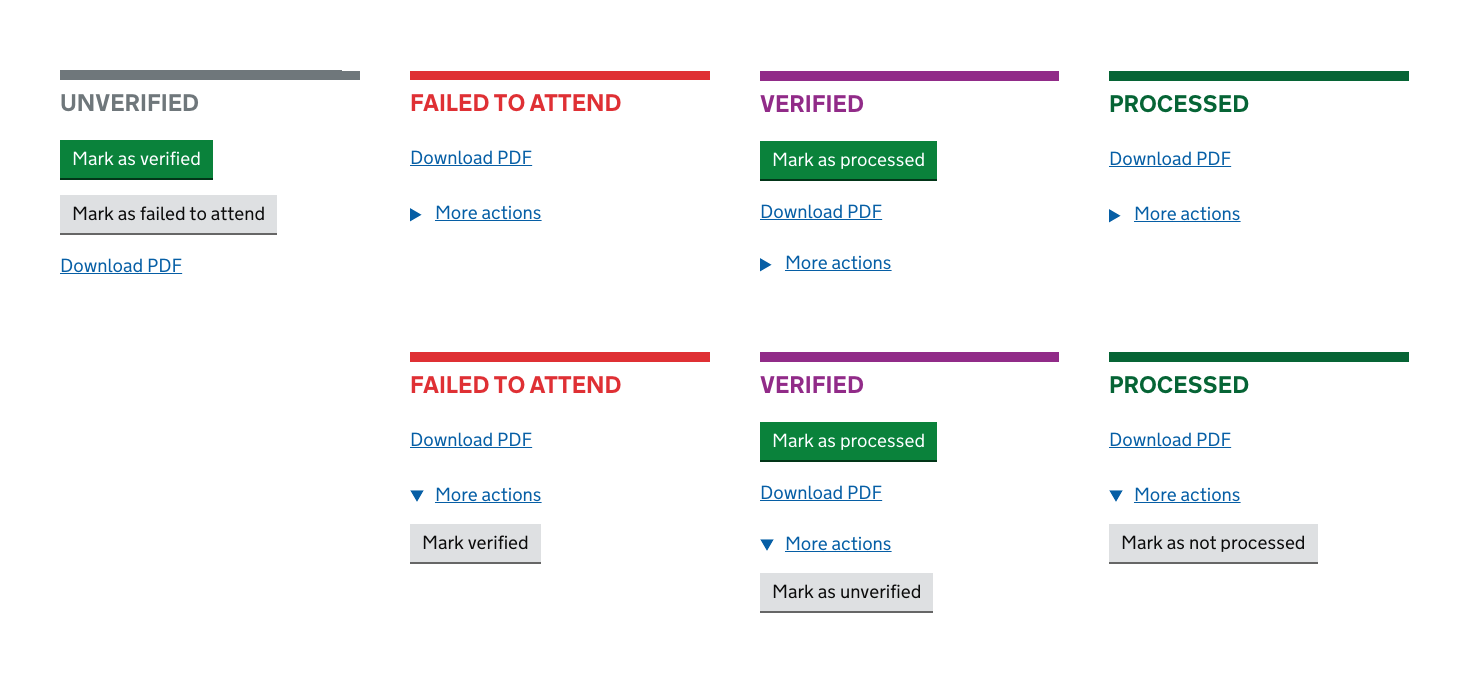 UNVERIFIED
Mark as verified
Mark as failed to attend
Download PDF
FAILED TO ATTEND
Download PDF
More actions
VERIFIED
Mark as processed
Download PDF
More actions
PROCESSED
Download PDF
More actions
FAILED TO ATTEND
Download PDF
More actions
Mark verified
VERIFIED
Mark as processed
Download PDF
More actions
Mark as unverified
PROCESSED
Download PDF
More actions
Mark as not processed